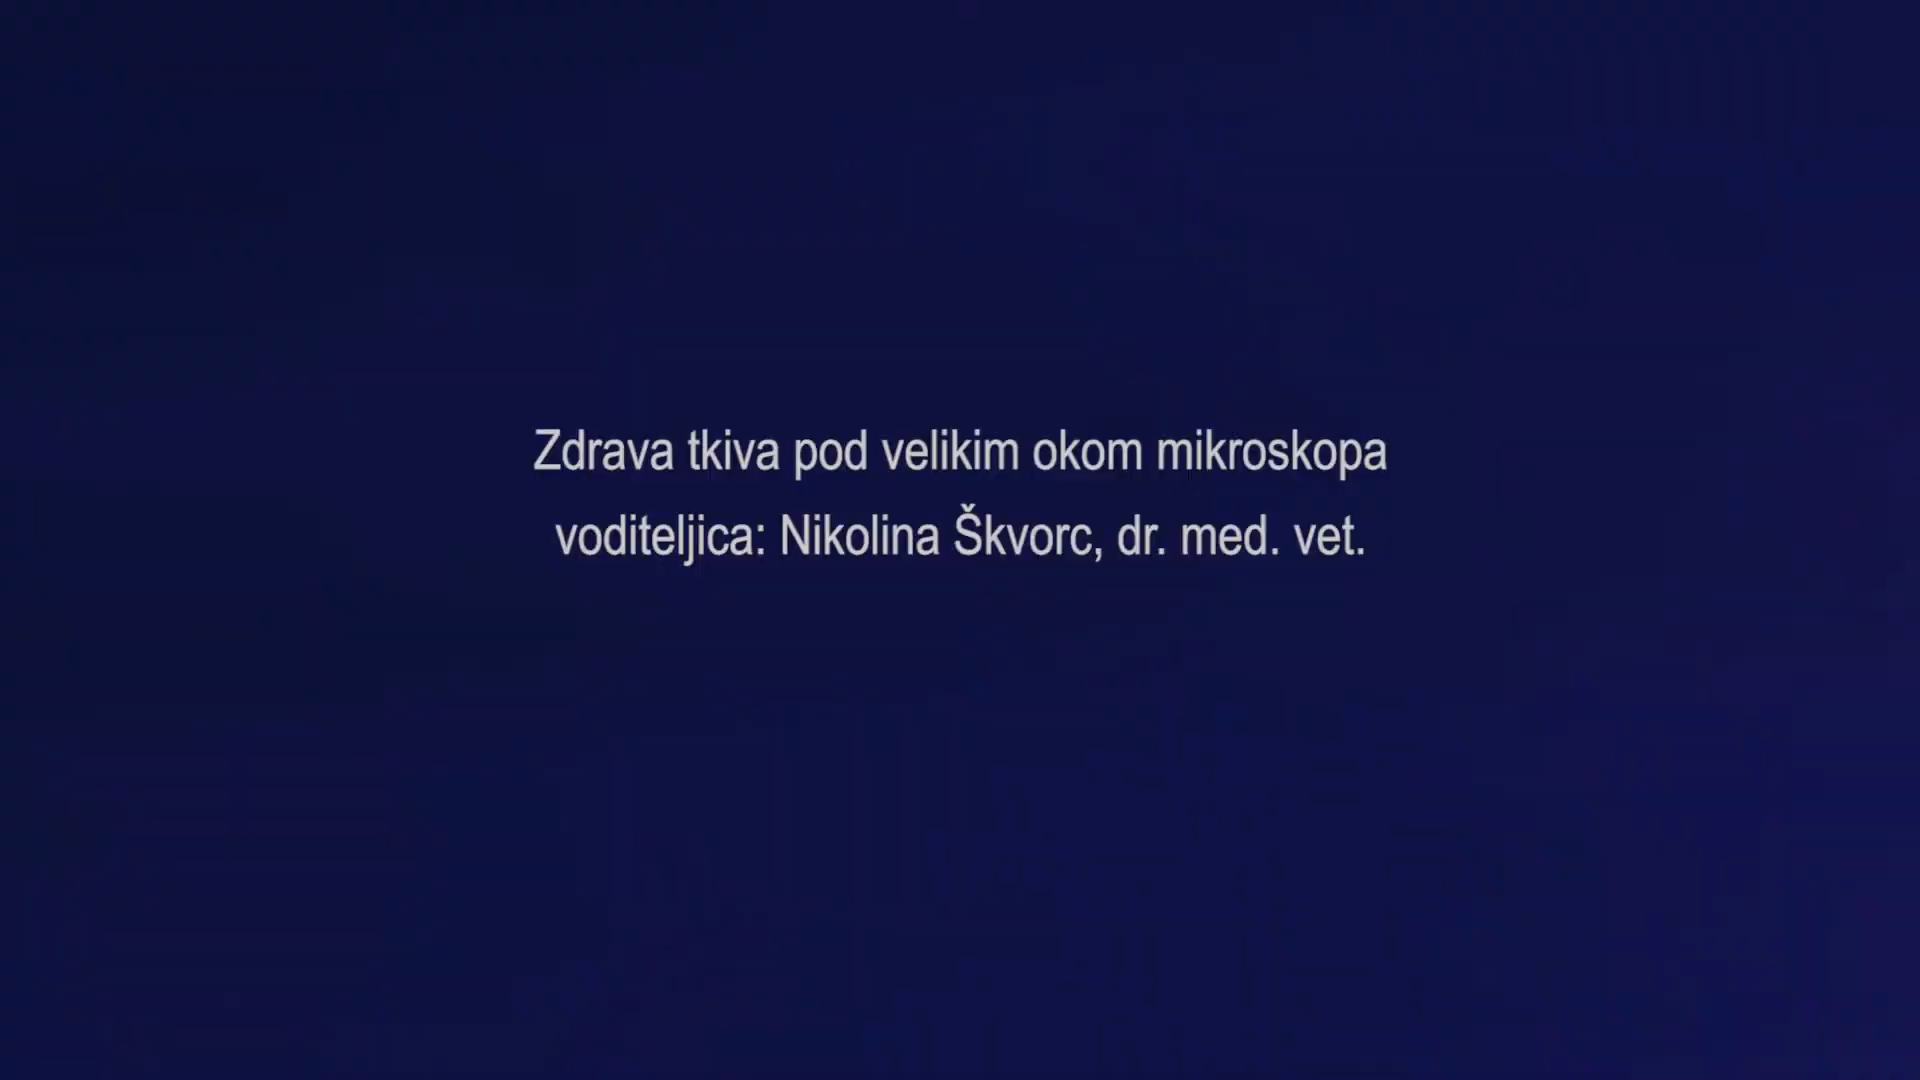 Zdrava tkiva pod velikim okom mikroskopa
voditeljica: Nikolina Škvorc, dr. med. vet.